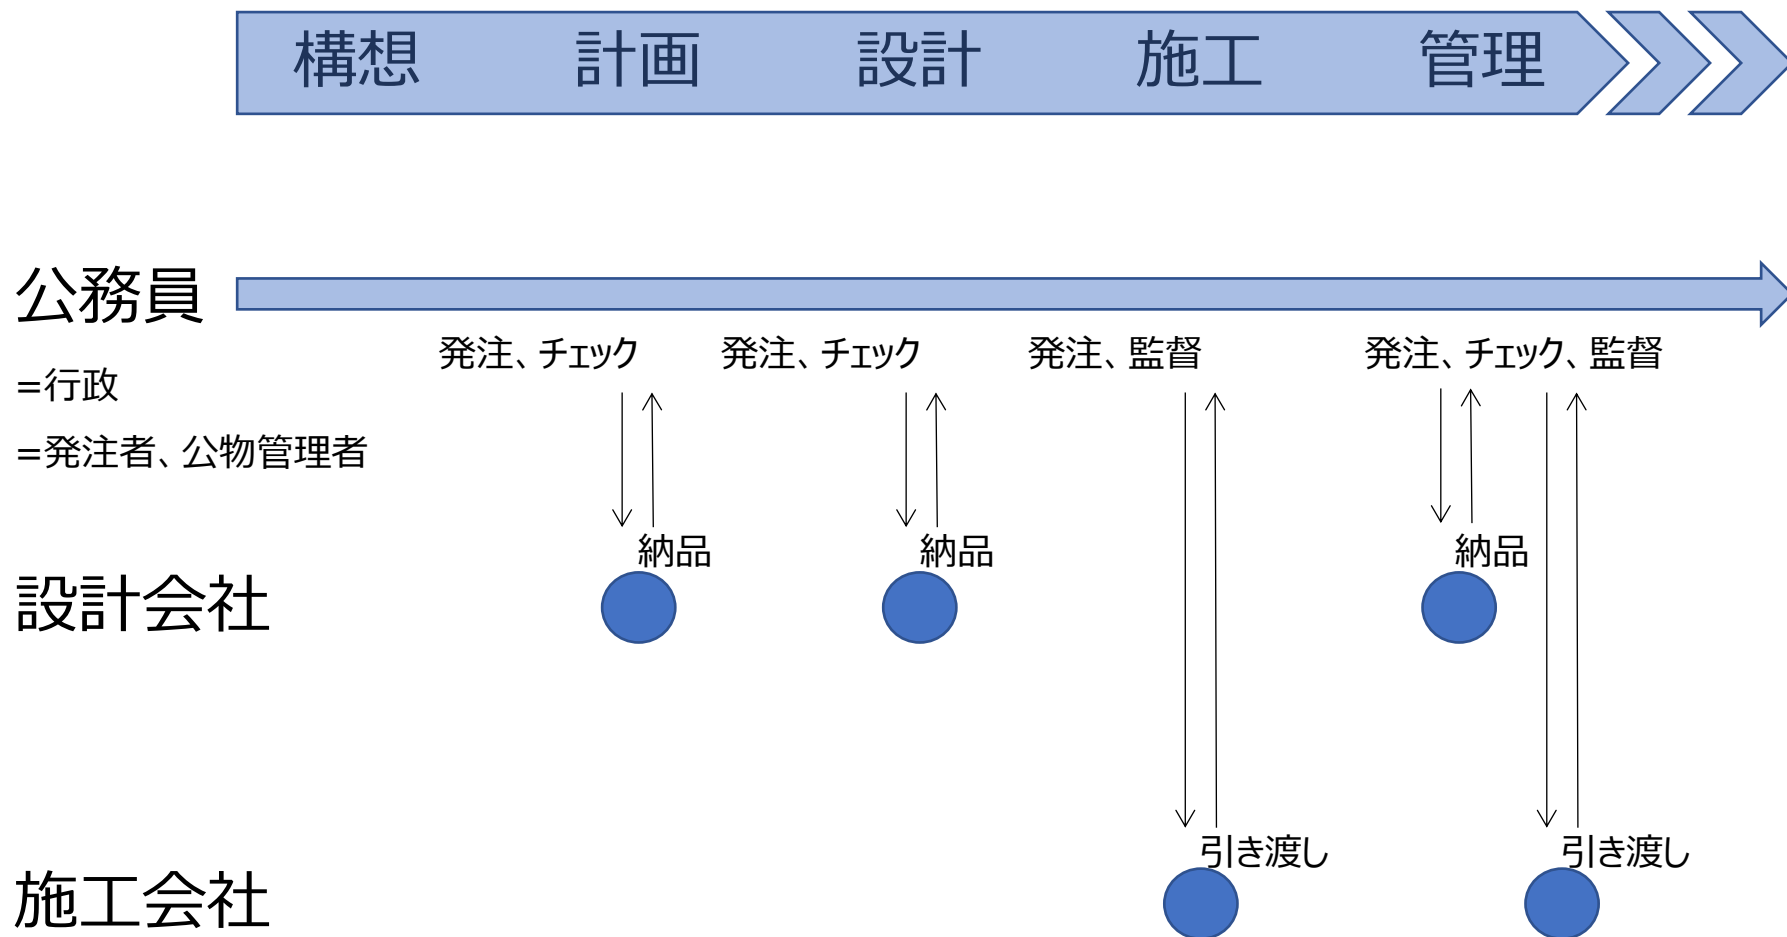 構想 計画 設計 施工 管理
公務員
発注、チェック 発注、チェック 発注、監督 発注、チェック、監督
=行政
=発注者、公物管理者
納品 納品 納品
設計会社
引き渡し 引き渡し
施工会社